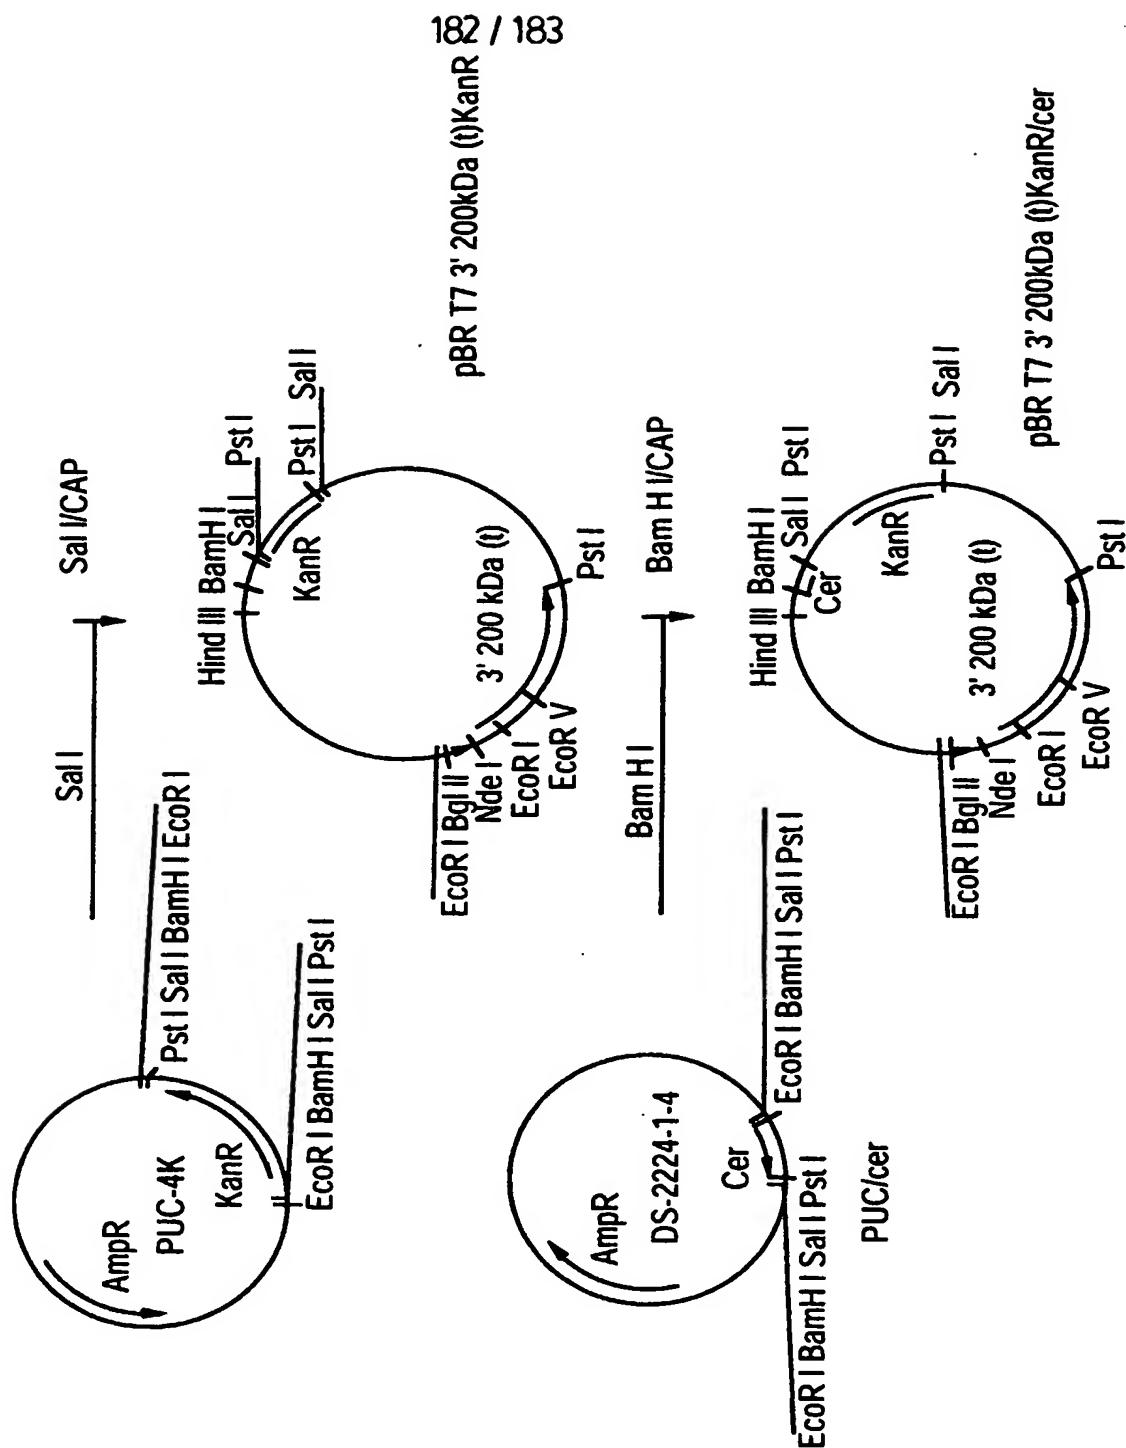 182 / 183
AmpR
PUC-4K
KanR
Pst I Sal I BamH I EcoR I
EcoR I BamH I Sal I Pst I
Sal I
Sal I/CAP
Hind III BamH I
Sal I Pst I
KanR
Pst I Sal I
3' 200 kDa (t)
Pst I
EcoR I Bgl II
Nde I
EcoR I
EcoR V
pBR T7 3' 200kDa (t)KanR
AmpR
DS-2224-1-4
Cer
EcoR I BamH I Sal I Pst I
EcoR I BamH I Sal I Pst I
PUC/cer
Bam H I
Bam H I/CAP
Hind III BamH I
Cer
Sal I Pst I
KanR
Pst I Sal I
3' 200 kDa (t)
Pst I
EcoR I Bgl II
Nde I
EcoR I
EcoR V
pBR T7 3' 200kDa (t)KanR/cer